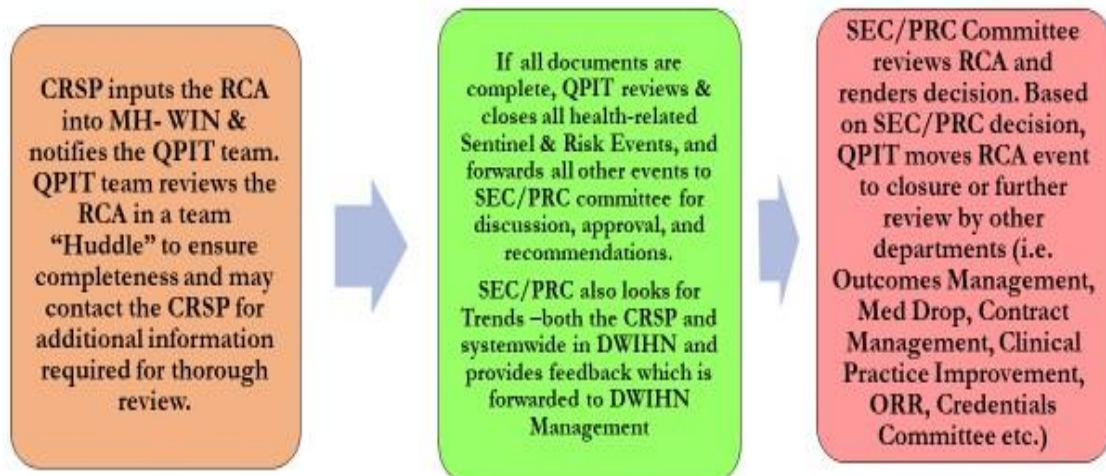 CRSP inputs the RCA
into MH- WIN &
notifies the QPIT team.
QPIT team reviews the
RCA in a team
“Huddle” to ensure
completeness and may
contact the CRSP for
additional information
required for thorough
review.
If all documents are
complete, QPIT reviews &
closes all health-related
Sentinel & Risk Events, and
forwards all other events to
SEC/PRC committee for
discussion, approval, and
recommendations.
SEC/PRC also looks for
Trends –both the CRSP and
systemwide in DWIHN and
provides feedback which is
forwarded to DWIHN
Management
SEC/PRC Committee
reviews RCA and
renders decision. Based
on SEC/PRC decision,
QPIT moves RCA event
to closure or further
review by other
departments (i.e.
Outcomes Management,
Med Drop, Contract
Management, Clinical
Practice Improvement,
ORR, Credentials
Committee etc.)